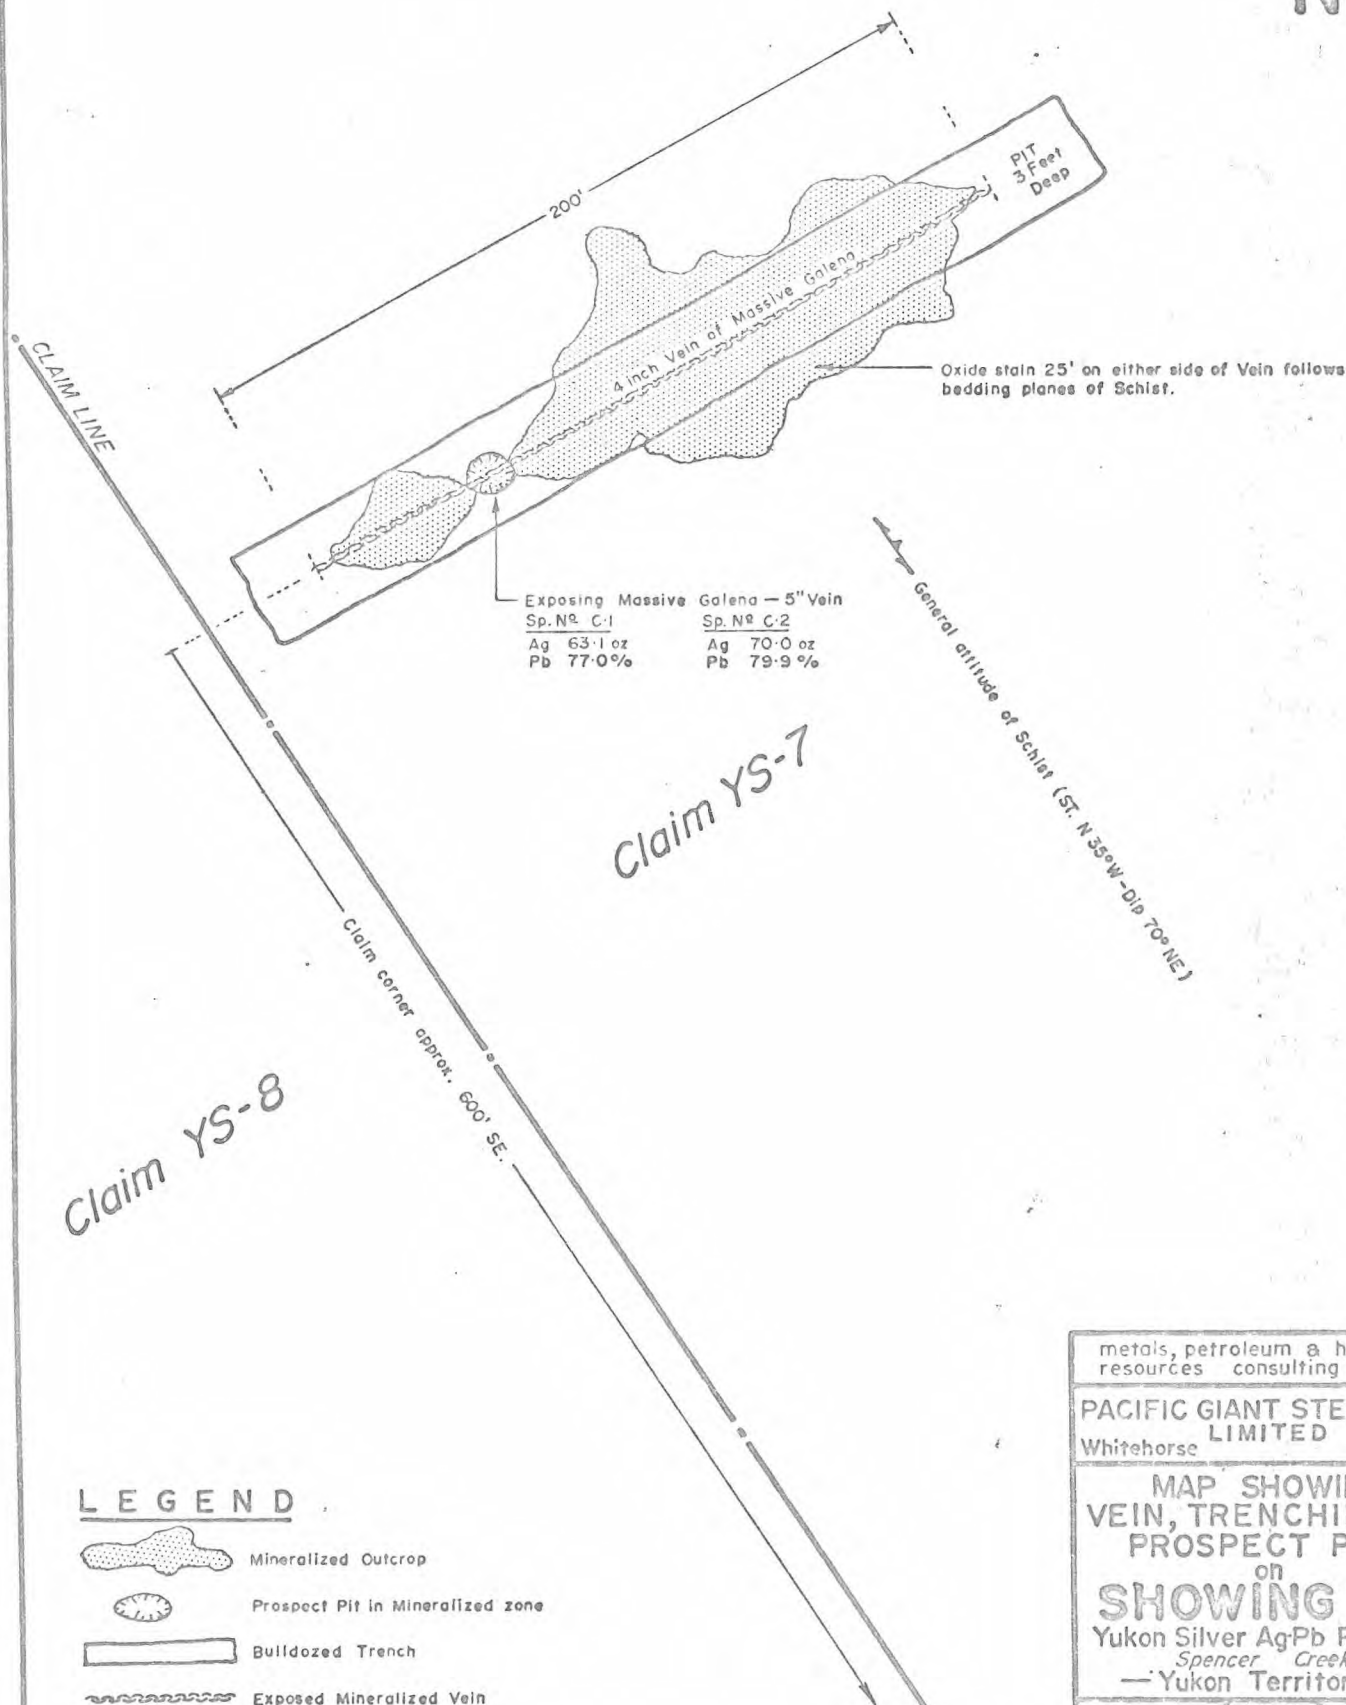 N
200'
PIT
3 Feet
Deep
4 inch Vein of Massive Galena
CLAIM LINE
Oxide stain 25' on either side of Vein follows
bedding planes of Schist.
Exposing Massive Galena — 5" Vein
Sp. Nº C·1 Sp. Nº C·2
Ag 63·1 oz Ag 70·0 oz
Pb 77·0% Pb 79·9%
General attitude of Schist (ST. N 35° W - Dip 70° NE)
Claim YS-7
Claim corner approx. 600' SE.
Claim YS-8
metals, petroleum & h
resources consulting
PACIFIC GIANT STE
LIMITED
Whitehorse
MAP SHOWI
VEIN, TRENCHI
PROSPECT P
on
SHOWING
Yukon Silver Ag-Pb P
Spencer Creek
— Yukon Territor
LEGEND
Mineralized Outcrop
Prospect Pit in Mineralized zone
Bulldozed Trench
Exposed Mineralized Vein